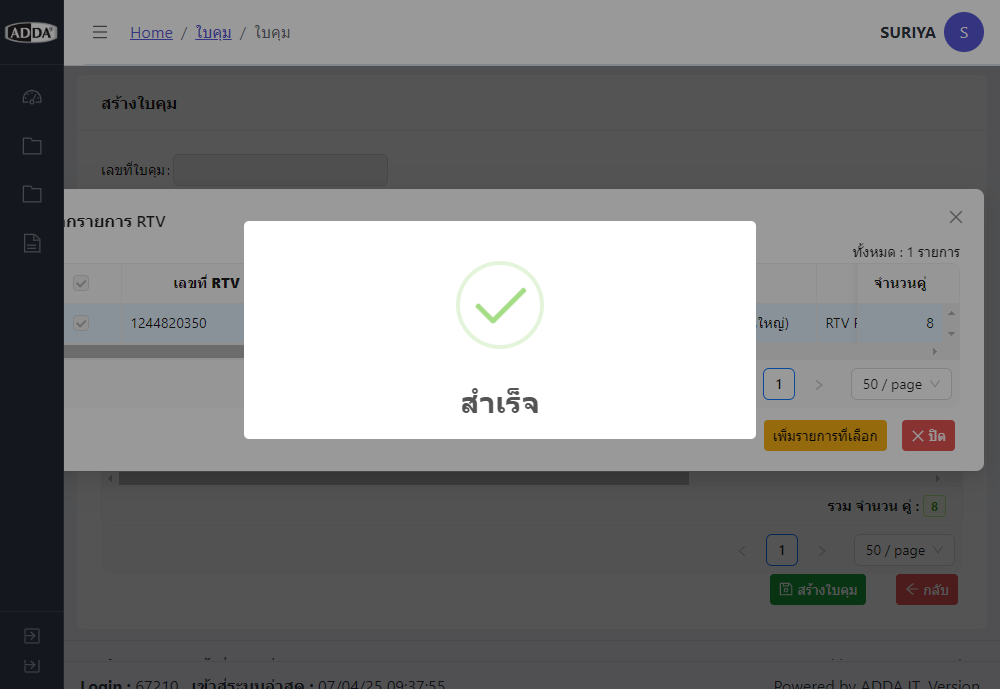 ADDA
Home / ใบคุม / ใบคุม
SURIYA S
สร้างใบคุม
เลขที่ใบคุม:
กรายการ RTV
ทั้งหมด : 1 รายการ
เลขที่ RTV จำนวนคู่
1244820350 ใหญ่) RTV 8
สำเร็จ
1 50 / page
เพิ่มรายการที่เลือก ปิด
รวม จำนวน คู่ : 8
1 50 / page
สร้างใบคุม กลับ
Login : 67210 เข้าสู่ระบบล่าสุด : 07/04/25 09:37:55
Powered by ADDA IT. Version